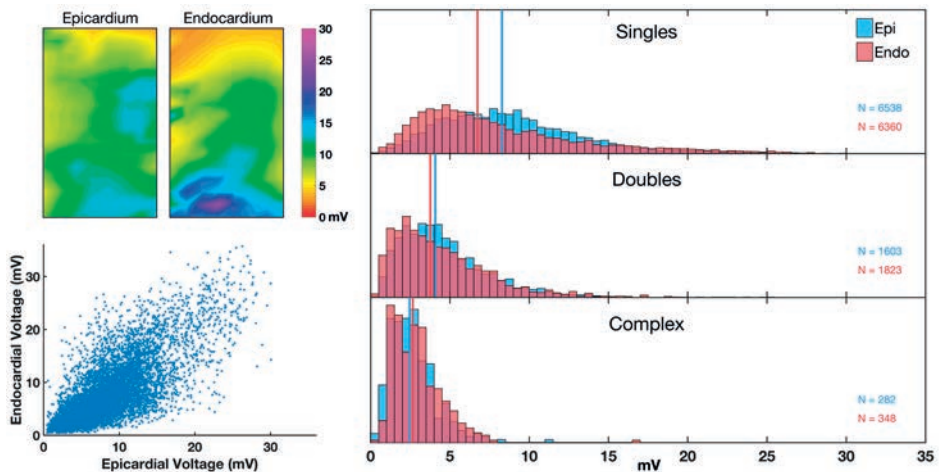 Epicardium
Endocardium
30
25
20
15
10
5
0 mV
Endocardial Voltage (mV)
30
20
10
0
0
10
20
30
Epicardial Voltage (mV)
Singles
Epi
Endo
N = 6538
N = 6360
Doubles
N = 1603
N = 1823
Complex
N = 282
N = 348
0
5
10
15
20
25
30
35
mV